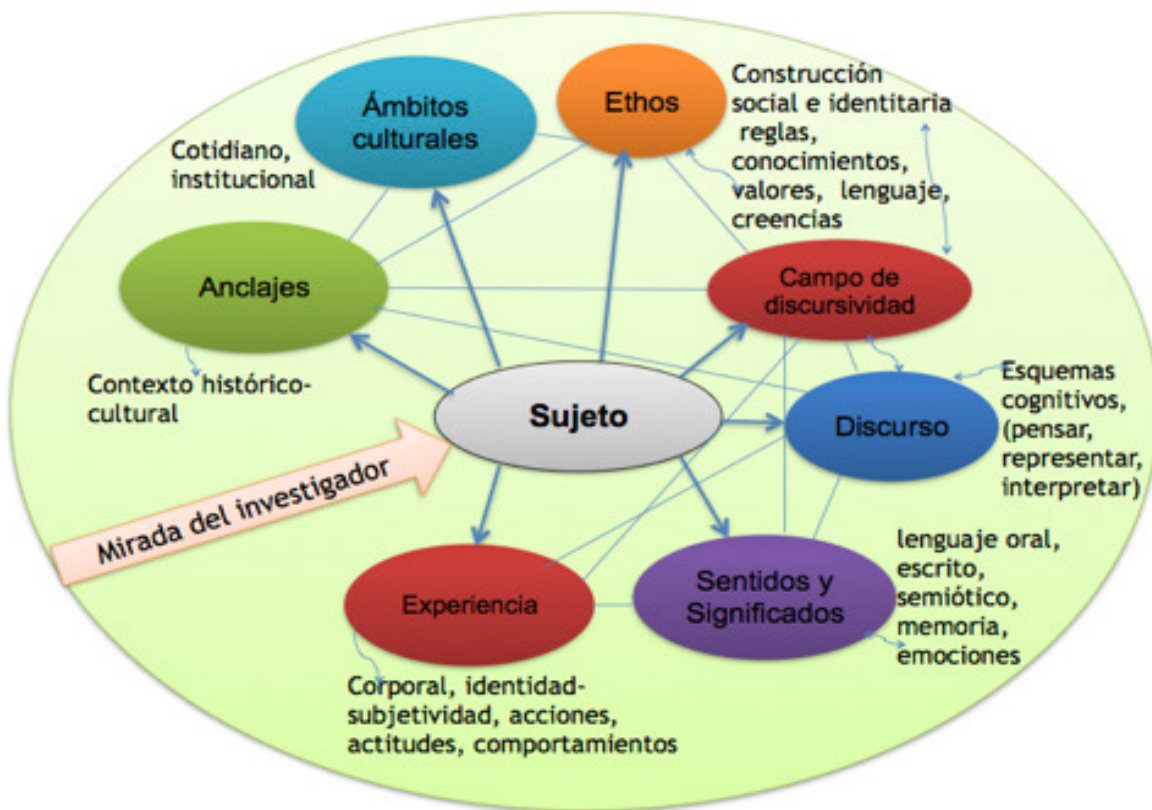 Ámbitos
culturales
Ethos
Construcción
social e identitaria
reglas,
conocimientos,
valores, lenguaje,
creencias
Cotidiano,
institucional
Anclajes
Campo de
discursividad
Contexto histórico-
cultural
Sujeto
Discurso
Esquemas
cognitivos,
(pensar,
representar,
interpretar)
Mirada del investigador
Experiencia
Sentidos y
Significados
lenguaje oral,
escrito,
semiótico,
memoria,
emociones
Corporal, identidad-
subjetividad, acciones,
actitudes, comportamientos